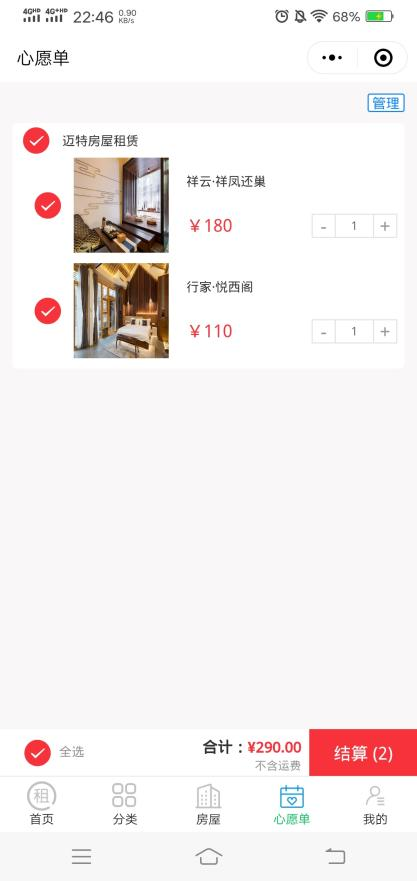 4GHD 4G+HD 22:46 0.90 KB/s 68%
心愿单
管理
迈特房屋租赁
祥云·祥凤还巢
￥180 - 1 +
行家·悦西阁
￥110 - 1 +
全选 合计：¥290.00 结算 (2)
不含运费
租
首页 分类 房屋 心愿单 我的